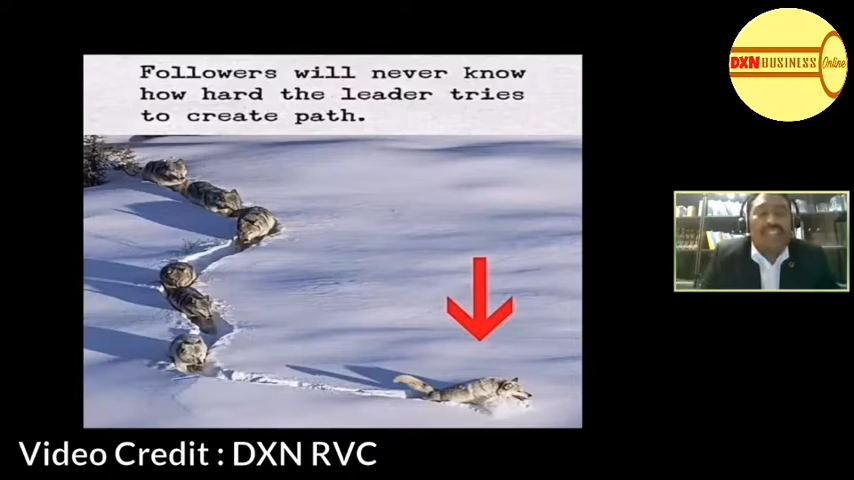 Followers will never know
how hard the leader tries
to create path.
DXN BUSINESS Online
Video Credit : DXN RVC